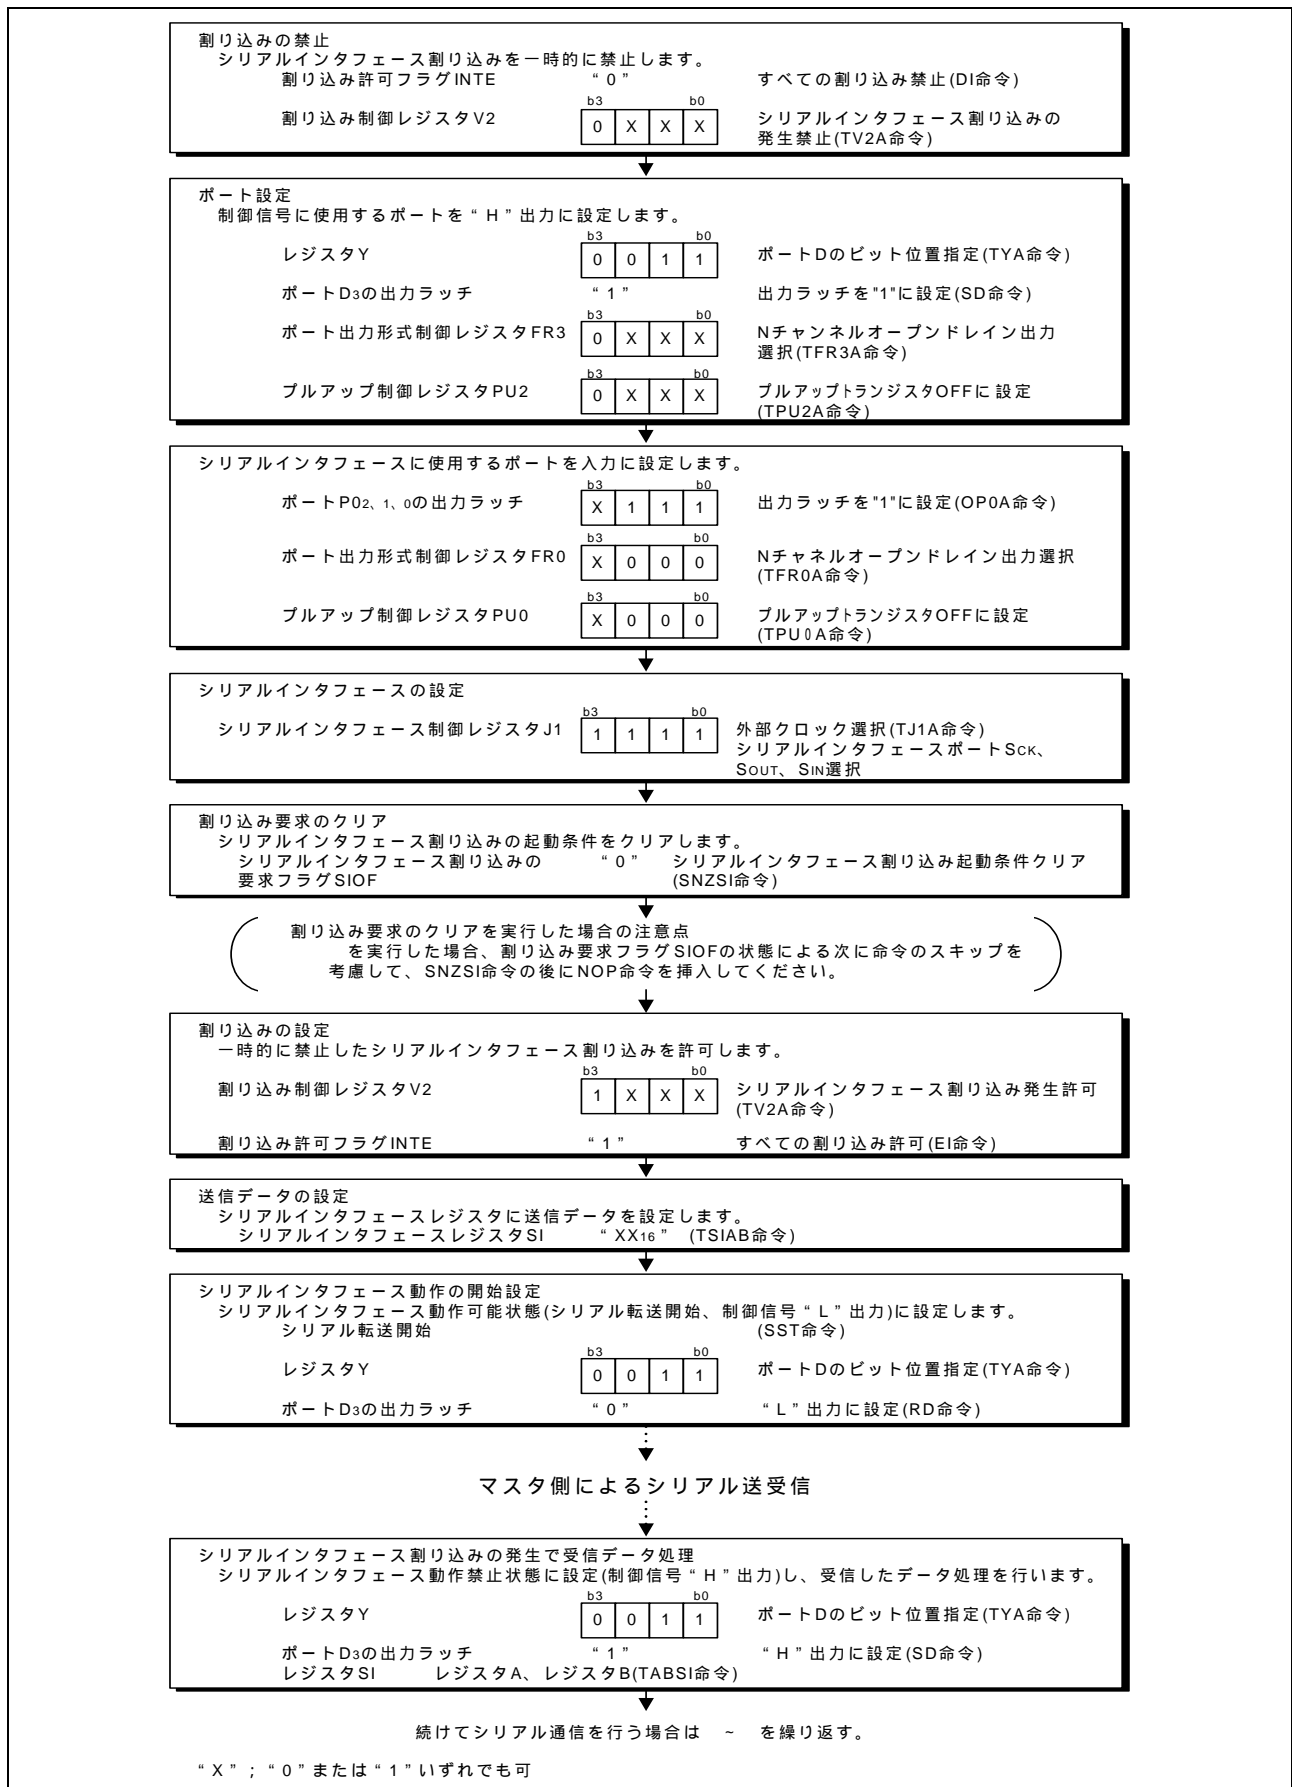 割り込みの禁止
シリアルインタフェース割り込みを一時的に禁止します。
割り込み許可フラグINTE “0” すべての割り込み禁止(DI命令)
b3 b0
割り込み制御レジスタV2 0 X X X シリアルインタフェース割り込みの
発生禁止(TV2A命令)
ポート設定
制御信号に使用するポートを“H”出力に設定します。
b3 b0
レジスタY 0 0 1 1 ポートDのビット位置指定(TYA命令)
ポートD3の出力ラッチ “1” 出力ラッチを"1"に設定(SD命令)
b3 b0
ポート出力形式制御レジスタFR3 0 X X X Nチャンネルオープンドレイン出力
選択(TFR3A命令)
b3 b0
プルアップ制御レジスタPU2 0 X X X プルアップトランジスタOFFに設定
(TPU2A命令)
シリアルインタフェースに使用するポートを入力に設定します。
b3 b0
ポートP02、1、0の出力ラッチ X 1 1 1 出力ラッチを"1"に設定(OP0A命令)
b3 b0
ポート出力形式制御レジスタFR0 X 0 0 0 Nチャネルオープンドレイン出力選択
(TFR0A命令)
b3 b0
プルアップ制御レジスタPU0 X 0 0 0 プルアップトランジスタOFFに設定
(TPU0A命令)
シリアルインタフェースの設定
b3 b0
シリアルインタフェース制御レジスタJ1 1 1 1 1 外部クロック選択(TJ1A命令)
シリアルインタフェースポートSCK、
SOUT、SIN選択
割り込み要求のクリア
シリアルインタフェース割り込みの起動条件をクリアします。
シリアルインタフェース割り込みの “0” シリアルインタフェース割り込み起動条件クリア
要求フラグSIOF (SNZSI命令)
割り込み要求のクリアを実行した場合の注意点
を実行した場合、割り込み要求フラグSIOFの状態による次に命令のスキップを
考慮して、SNZSI命令の後にNOP命令を挿入してください。
割り込みの設定
一時的に禁止したシリアルインタフェース割り込みを許可します。
b3 b0
割り込み制御レジスタV2 1 X X X シリアルインタフェース割り込み発生許可
(TV2A命令)
割り込み許可フラグINTE “1” すべての割り込み許可(EI命令)
送信データの設定
シリアルインタフェースレジスタに送信データを設定します。
シリアルインタフェースレジスタSI “XX16” (TSIAB命令)
シリアルインタフェース動作の開始設定
シリアルインタフェース動作可能状態(シリアル転送開始、制御信号“L”出力)に設定します。
シリアル転送開始 (SST命令)
b3 b0
レジスタY 0 0 1 1 ポートDのビット位置指定(TYA命令)
ポートD3の出力ラッチ “0” “L”出力に設定(RD命令)
マスタ側によるシリアル送受信
シリアルインタフェース割り込みの発生で受信データ処理
シリアルインタフェース動作禁止状態に設定(制御信号“H”出力)し、受信したデータ処理を行います。
b3 b0
レジスタY 0 0 1 1 ポートDのビット位置指定(TYA命令)
ポートD3の出力ラッチ “1” “H”出力に設定(SD命令)
レジスタSI レジスタA、レジスタB(TABSI命令)
続けてシリアル通信を行う場合は ~ を繰り返す。
“X”;“0”または“1”いずれでも可